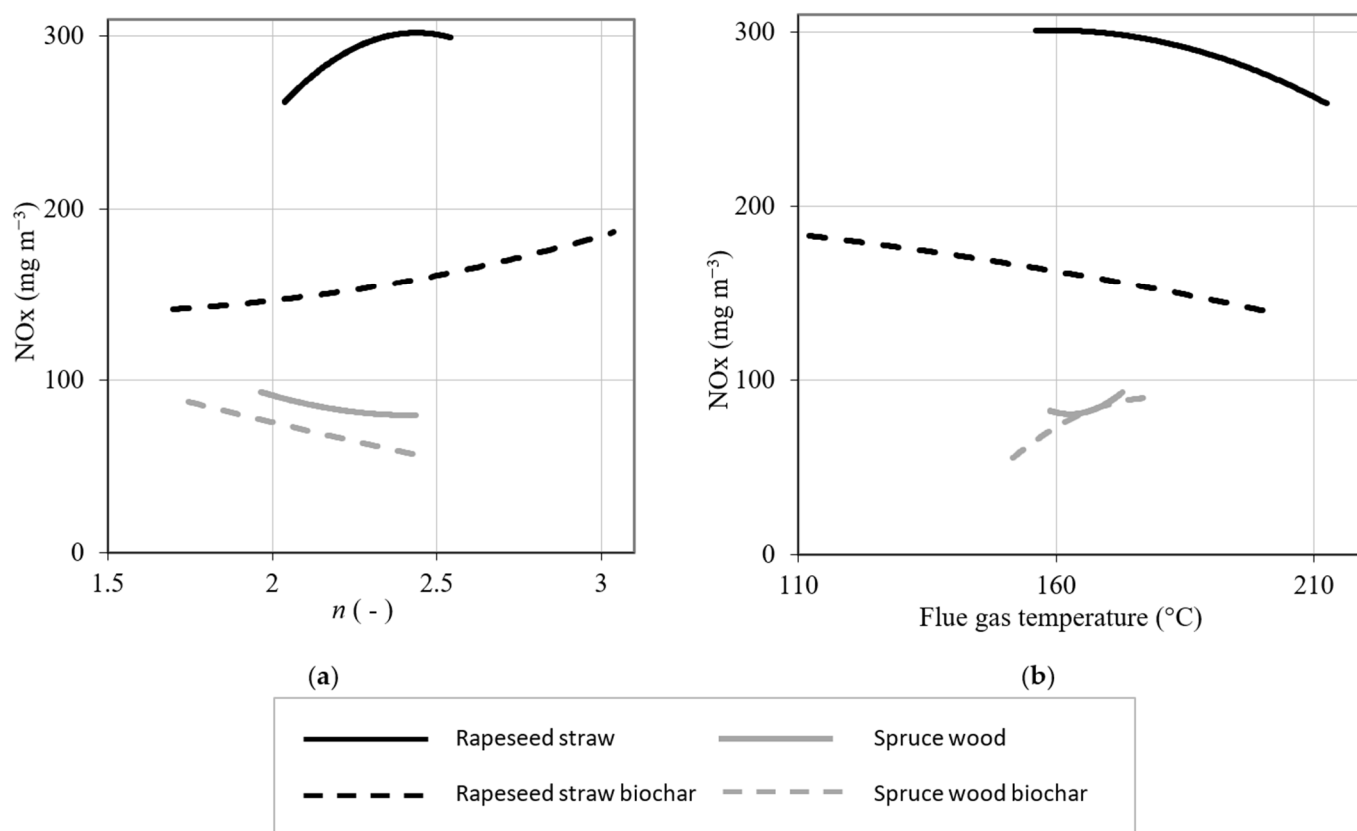 300
200
100
0
NOx (mg m⁻³)
1.5 2 2.5 3
n ( - )
(a)
300
200
100
0
NOx (mg m⁻³)
110 160 210
Flue gas temperature (°C)
(b)
Rapeseed straw
Spruce wood
Rapeseed straw biochar
Spruce wood biochar